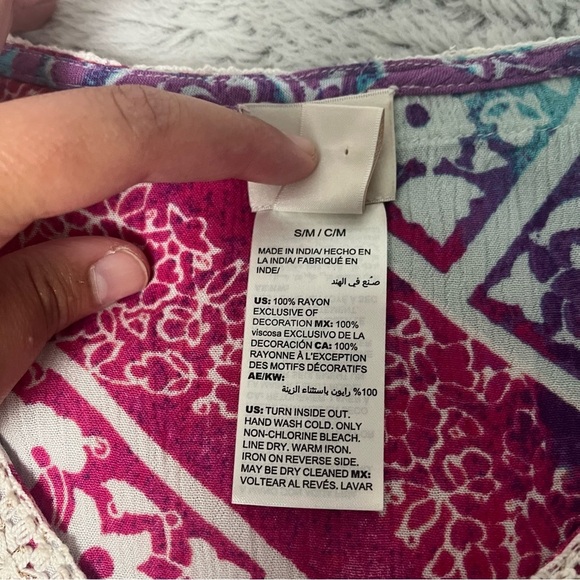 S/M / C/M
MADE IN INDIA/ HECHO EN
LA INDIA/ FABRIQUÉ EN
INDE/
صنع في الهند
US: 100% RAYON
EXCLUSIVE OF
DECORATION MX: 100%
viscosa EXCLUSIVO DE LA
DECORACIÓN CA: 100%
RAYONNE À L'EXCEPTION
DES MOTIFS DÉCORATIFS
AE/KW:
100% رايون باستثناء الزينة
US: TURN INSIDE OUT.
HAND WASH COLD. ONLY
NON-CHLORINE BLEACH.
LINE DRY. WARM IRON.
IRON ON REVERSE SIDE.
MAY BE DRY CLEANED MX:
VOLTEAR AL REVÉS. LAVAR